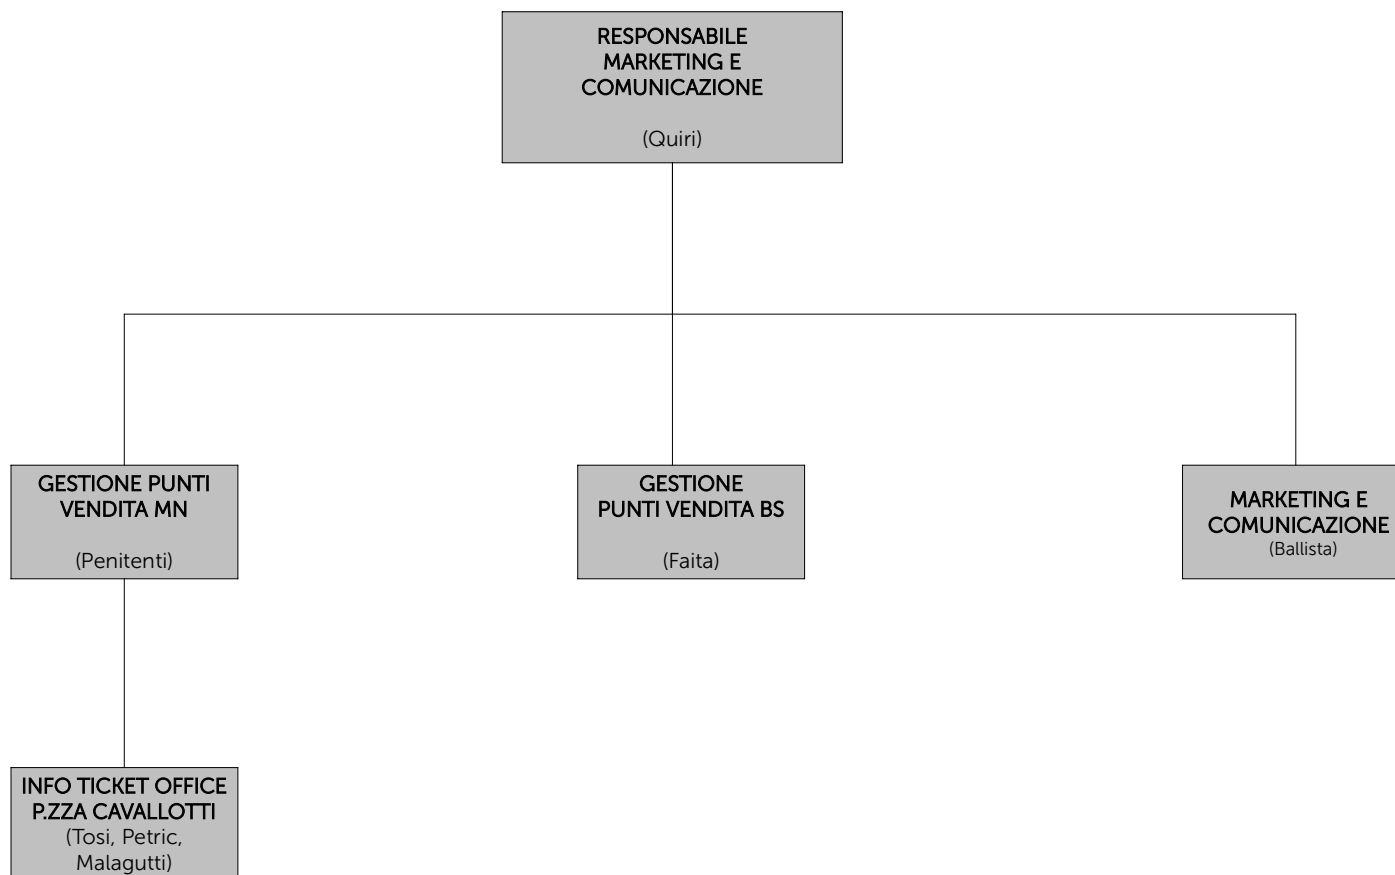 RESPONSABILE
MARKETING E
COMUNICAZIONE
(Quiri)
GESTIONE PUNTI
VENDITA MN
(Penitenti)
GESTIONE
PUNTI VENDITA BS
(Faita)
MARKETING E
COMUNICAZIONE
(Ballista)
INFO TICKET OFFICE
P.ZZA CAVALLOTTI
(Tosi, Petric,
Malagutti)